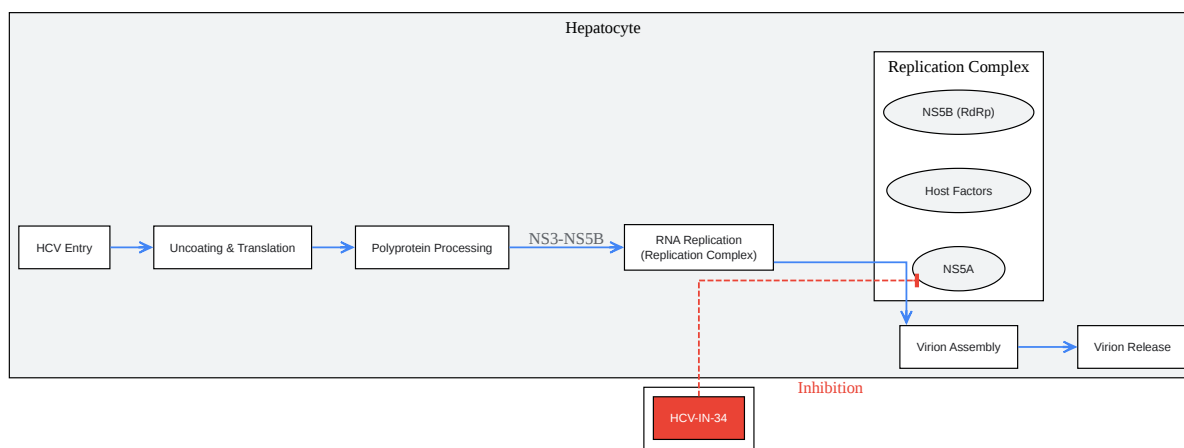 Hepatocyte
Replication Complex
NS5B (RdRp)
Host Factors
NS5A
HCV Entry
Uncoating & Translation
Polyprotein Processing
NS3-NS5B
RNA Replication
(Replication Complex)
Virion Assembly
Virion Release
Inhibition
HCV-IN-34